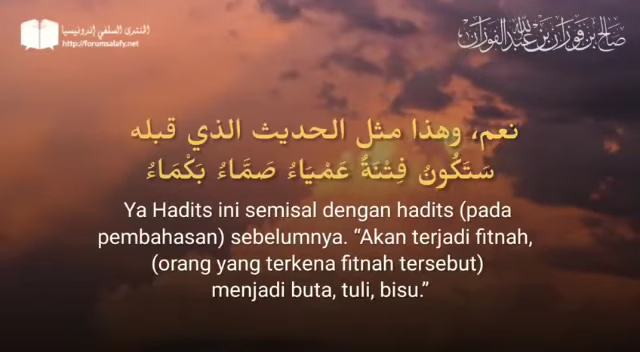 المنتدى السلفي إندونيسيا
http://forumsalafy.net
صالح بن فوزان بن عبد الله الفوزان
نعم، وهذا مثل الحديث الذي قبله
سَتَكُونُ فِتْنَةٌ عَمْيَاءُ صَمَّاءُ بَكْمَاءُ
Ya Hadits ini semisal dengan hadits (pada
pembahasan) sebelumnya. “Akan terjadi fitnah,
(orang yang terkena fitnah tersebut)
menjadi buta, tuli, bisu.”